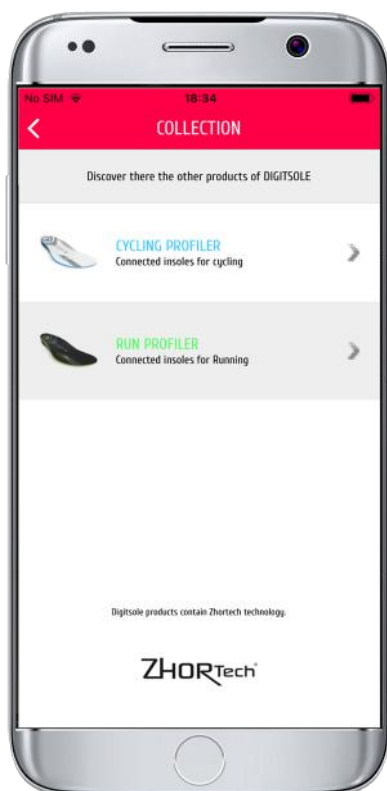 No SIM 18:34
COLLECTION
Discover there the other products of DIGITSOLE
CYCLING PROFILER
Connected insoles for cycling
RUN PROFILER
Connected insoles for Running
Digitsole products contain Zhortech technology.
ZHORTech